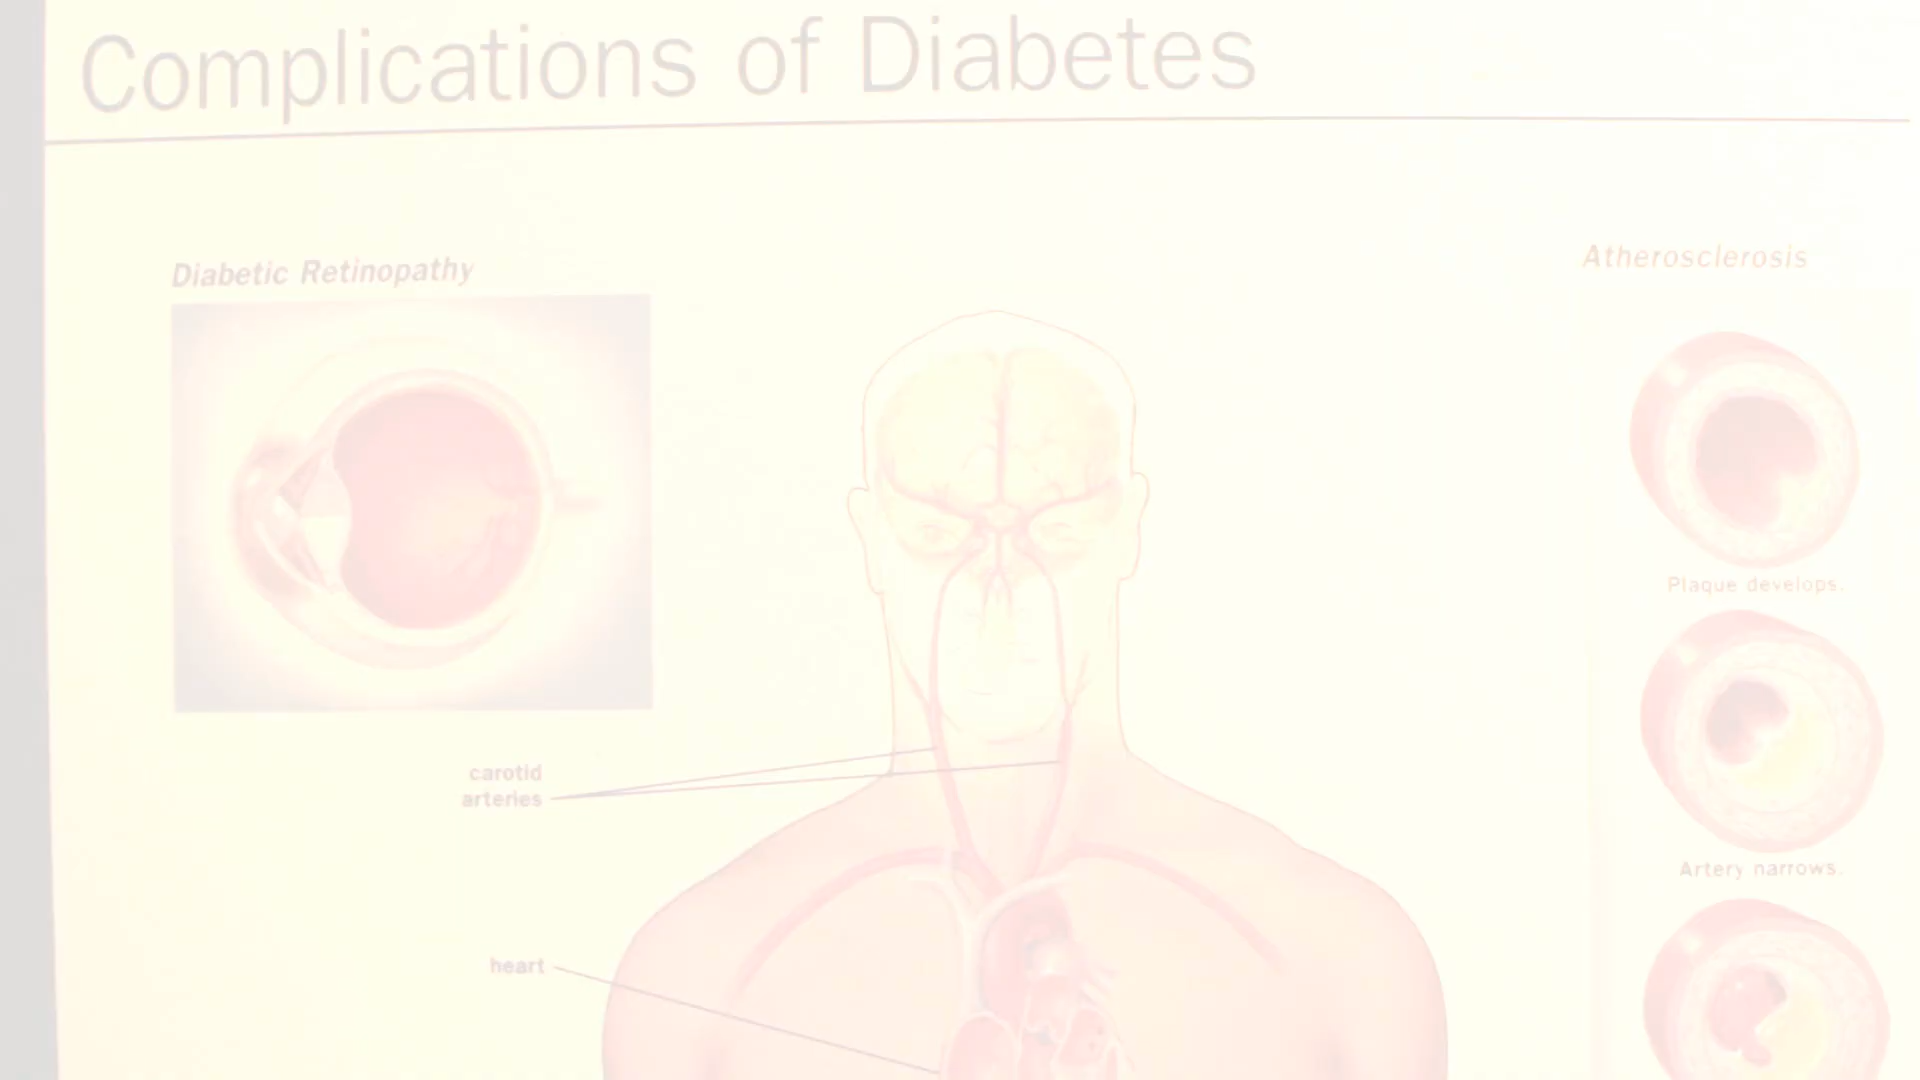 Complications of Diabetes
Diabetic Retinopathy
Atherosclerosis
Plaque develops.
carotid
arteries
Artery narrows.
heart